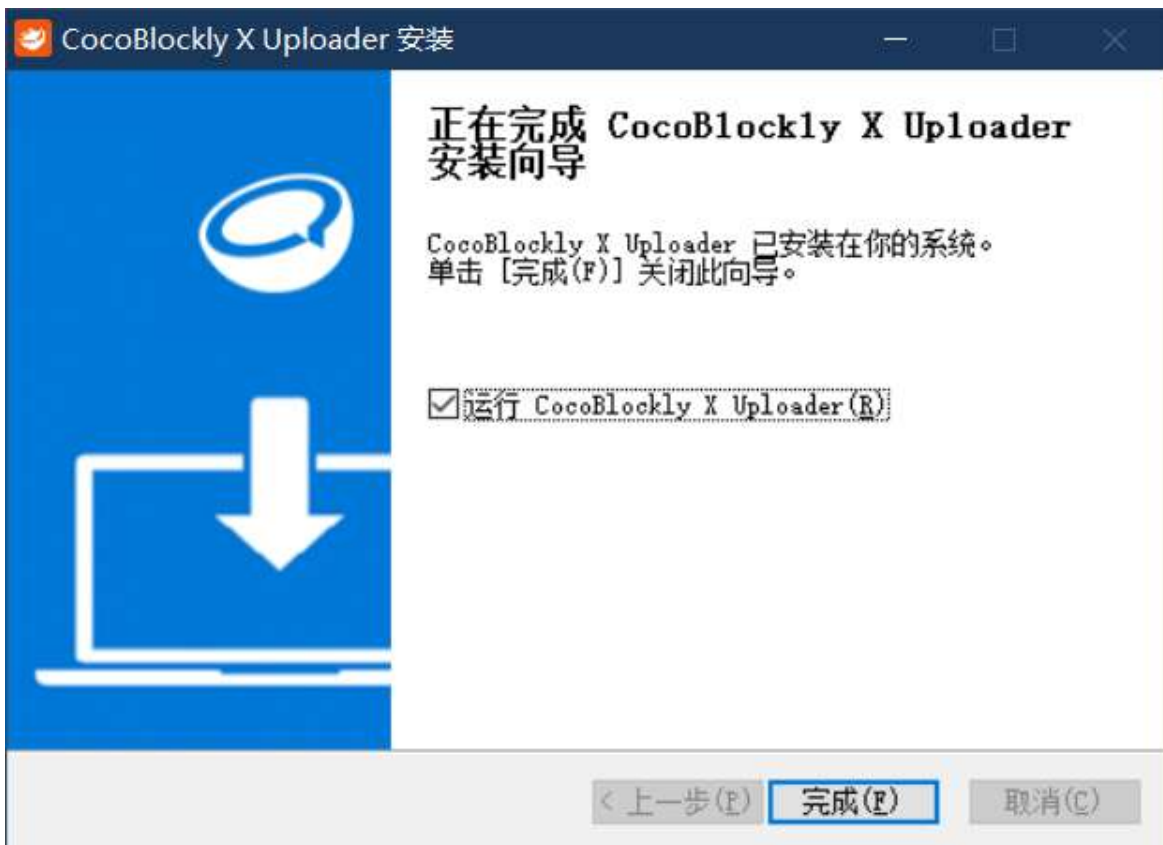 CocoBlockly X Uploader 安装
正在完成 CocoBlockly X Uploader
安装向导
CocoBlockly X Uploader 已安装在你的系统。
单击 [完成(F)] 关闭此向导。
运行 CocoBlockly X Uploader(R)
< 上一步(P) 完成(F) 取消(C)